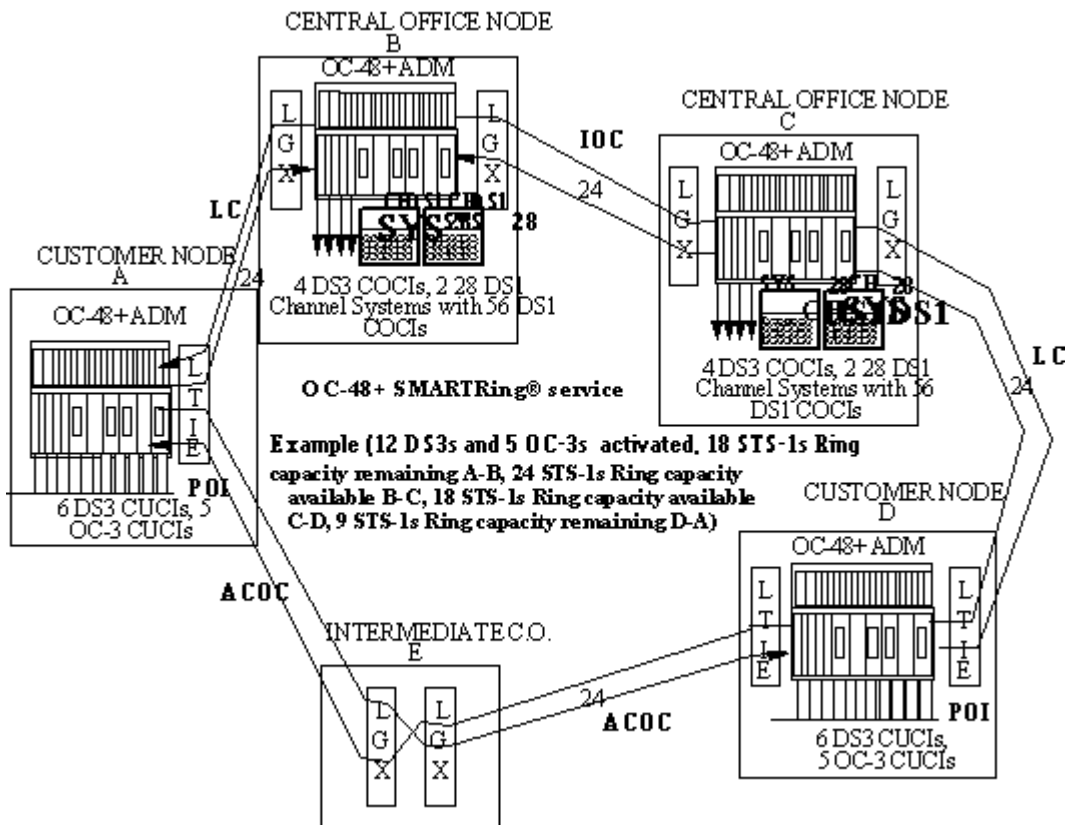 CENTRAL OFFICE NODE
B
OC-48+ ADM
L
G
X
L
G
X
28
4 DS3 COCIs, 2 28 DS1
Channel Systems with 56 DS1
COCIs
IOC
24
CENTRAL OFFICE NODE
C
OC-48+ ADM
L
G
X
L
G
X
4 DS3 COCIs, 2 28 DS1
Channel Systems with 56
DS1 COCIs
LC
24
LC
24
CUSTOMER NODE
A
OC-48+ ADM
L
T
I
E
POI
6 DS3 CUCIs, 5
OC-3 CUCIs
OC-48+ SMARTRing® service
Example (12 DS3s and 5 OC-3s activated, 18 STS-1s Ring
capacity remaining A-B, 24 STS-1s Ring capacity
available B-C, 18 STS-1s Ring capacity available
C-D, 9 STS-1s Ring capacity remaining D-A)
CUSTOMER NODE
D
OC-48+ ADM
L
T
I
E
L
T
I
E
POI
6 DS3 CUCIs,
5 OC-3 CUCIs
ACOC
INTERMEDIATE C.O.
E
L
G
X
L
G
X
24
ACOC